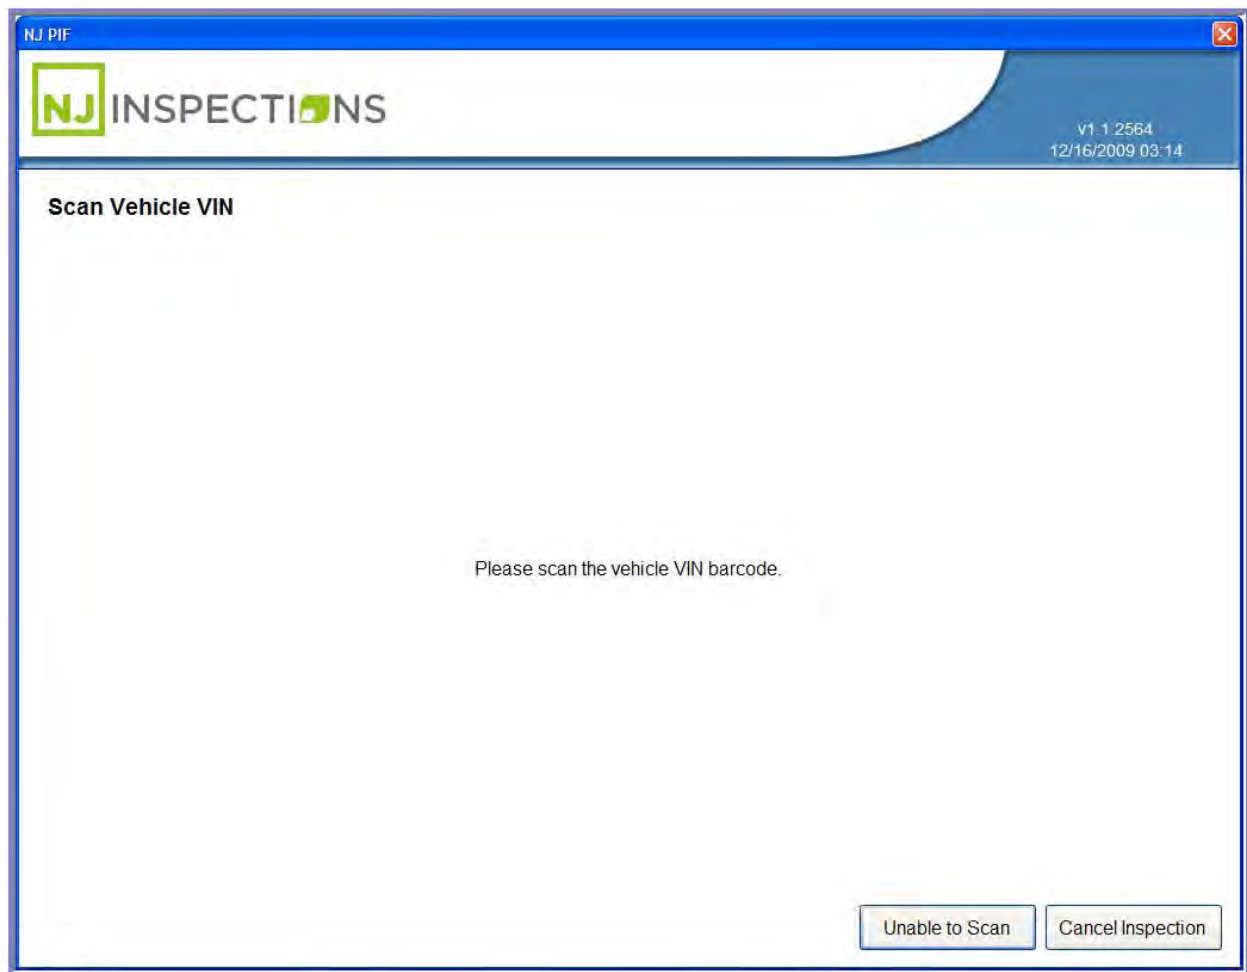 NJ PIF
NJ INSPECTIONS
v1.1.2564
12/16/2009 03:14
Scan Vehicle VIN
Please scan the vehicle VIN barcode.
Unable to Scan
Cancel Inspection